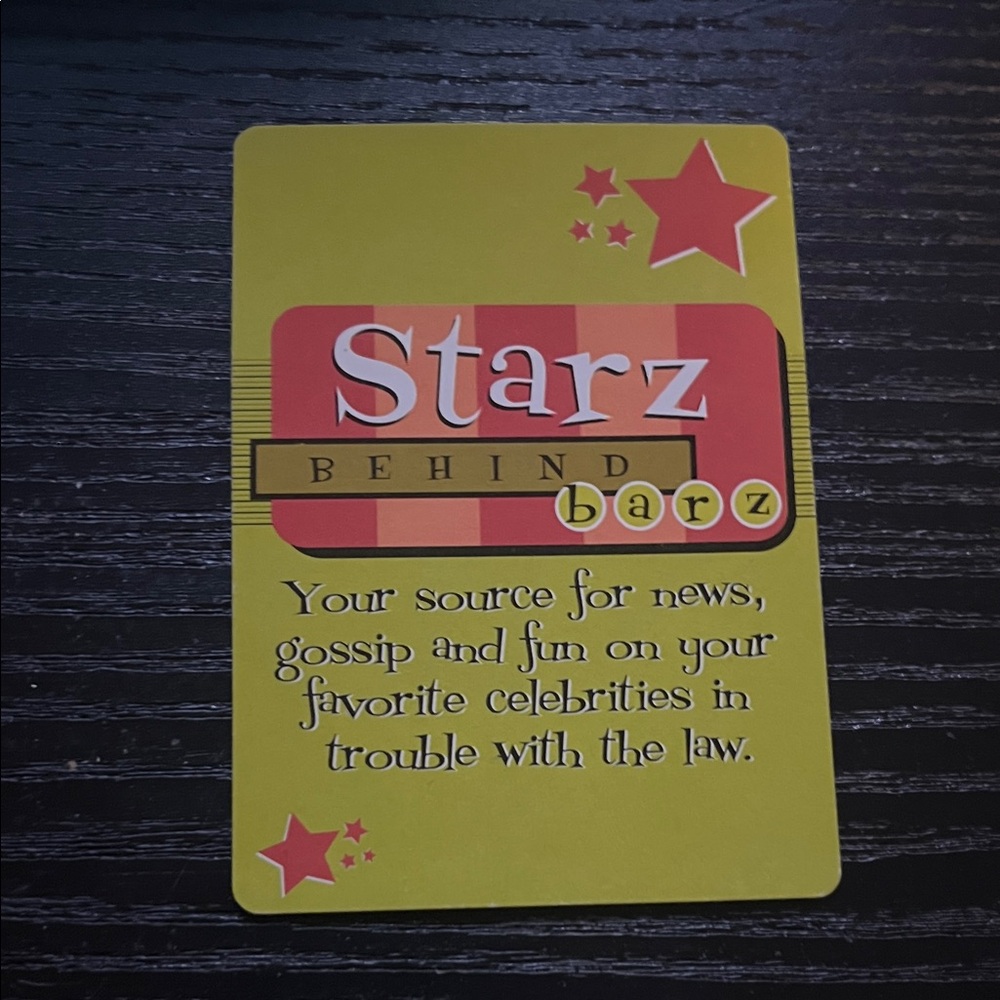 Starz
BEHIND
barz
Your source for news,
gossip and fun on your
favorite celebrities in
trouble with the law.